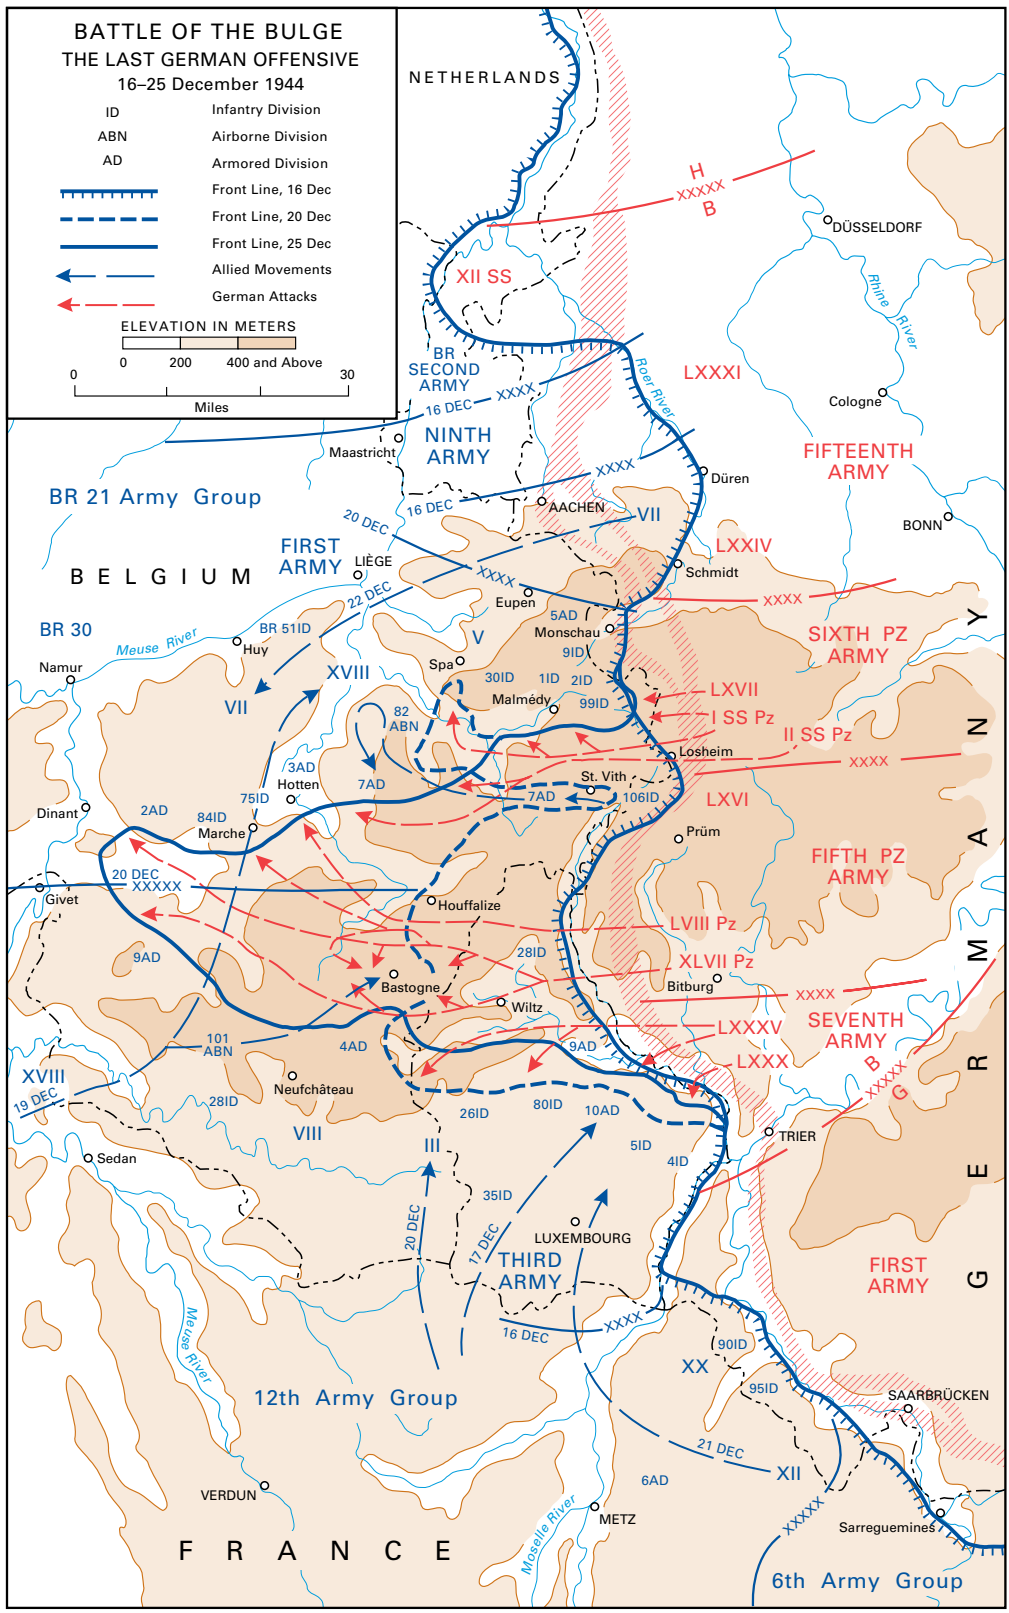 BATTLE OF THE BULGE
THE LAST GERMAN OFFENSIVE
16–25 December 1944
ID Infantry Division
ABN Airborne Division
AD Armored Division
Front Line, 16 Dec
Front Line, 20 Dec
Front Line, 25 Dec
Allied Movements
German Attacks
ELEVATION IN METERS
0 200 400 and Above
0 30
Miles
NETHERLANDS
H
XXXXX
B
DÜSSELDORF
XII SS
Rhine River
BR
SECOND
ARMY
Roer River
LXXXI
XXXX
16 DEC
Cologne
Maastricht
NINTH
ARMY
FIFTEENTH
ARMY
XXXX
Düren
BR 21 Army Group
16 DEC
AACHEN
VII
20 DEC
BONN
FIRST
ARMY
LXXIV
LIÈGE
BELGIUM
XXXX
Schmidt
22 DEC
Eupen
XXXX
5AD
BR 30
BR 51ID
Monschau
SIXTH PZ
ARMY
Meuse River
Huy
V
9ID
Namur
Spa
XVIII
30ID
1ID
2ID
LXVII
VII
Malmédy
99ID
82
ABN
I SS Pz
II SS Pz
Losheim
XXXX
3AD
St. Vith
Hotten
7AD
7AD
106ID
LXVI
75ID
Dinant
2AD
84ID
Marche
Prüm
FIFTH PZ
ARMY
20 DEC
XXXXX
Givet
Houffalize
LVIII Pz
9AD
28ID
XLVII Pz
Bastogne
Bitburg
Wiltz
XXXX
SEVENTH
ARMY
LXXXV
101
ABN
4AD
9AD
LXXX
B
XXXXX
G
XVIII
19 DEC
Neufchâteau
28ID
26ID
80ID
10AD
VIII
TRIER
III
5ID
4ID
Sedan
35ID
20 DEC
17 DEC
LUXEMBOURG
THIRD
ARMY
FIRST
ARMY
GERMANY
16 DEC
XXXX
Meuse River
90ID
XX
95ID
12th Army Group
SAARBRÜCKEN
21 DEC
XII
6AD
VERDUN
XXXXX
Moselle River
METZ
Sarreguemines
FRANCE
6th Army Group